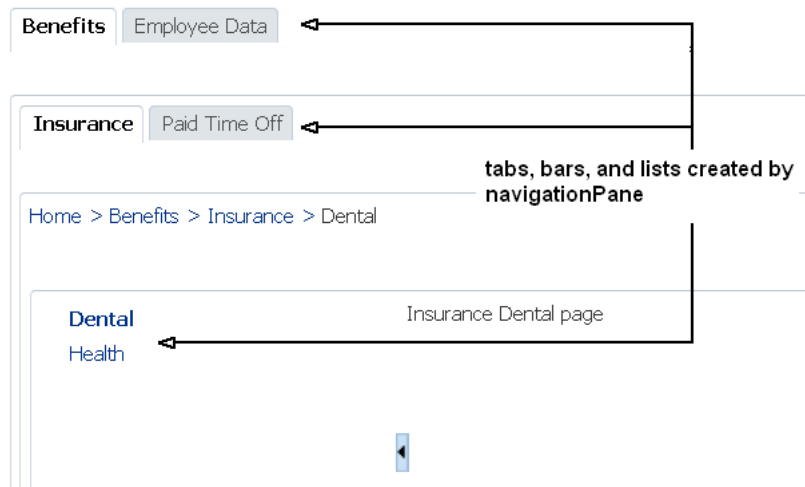 Benefits Employee Data
Insurance Paid Time Off
tabs, bars, and lists created by
navigationPane
Home > Benefits > Insurance > Dental
Dental Insurance Dental page
Health